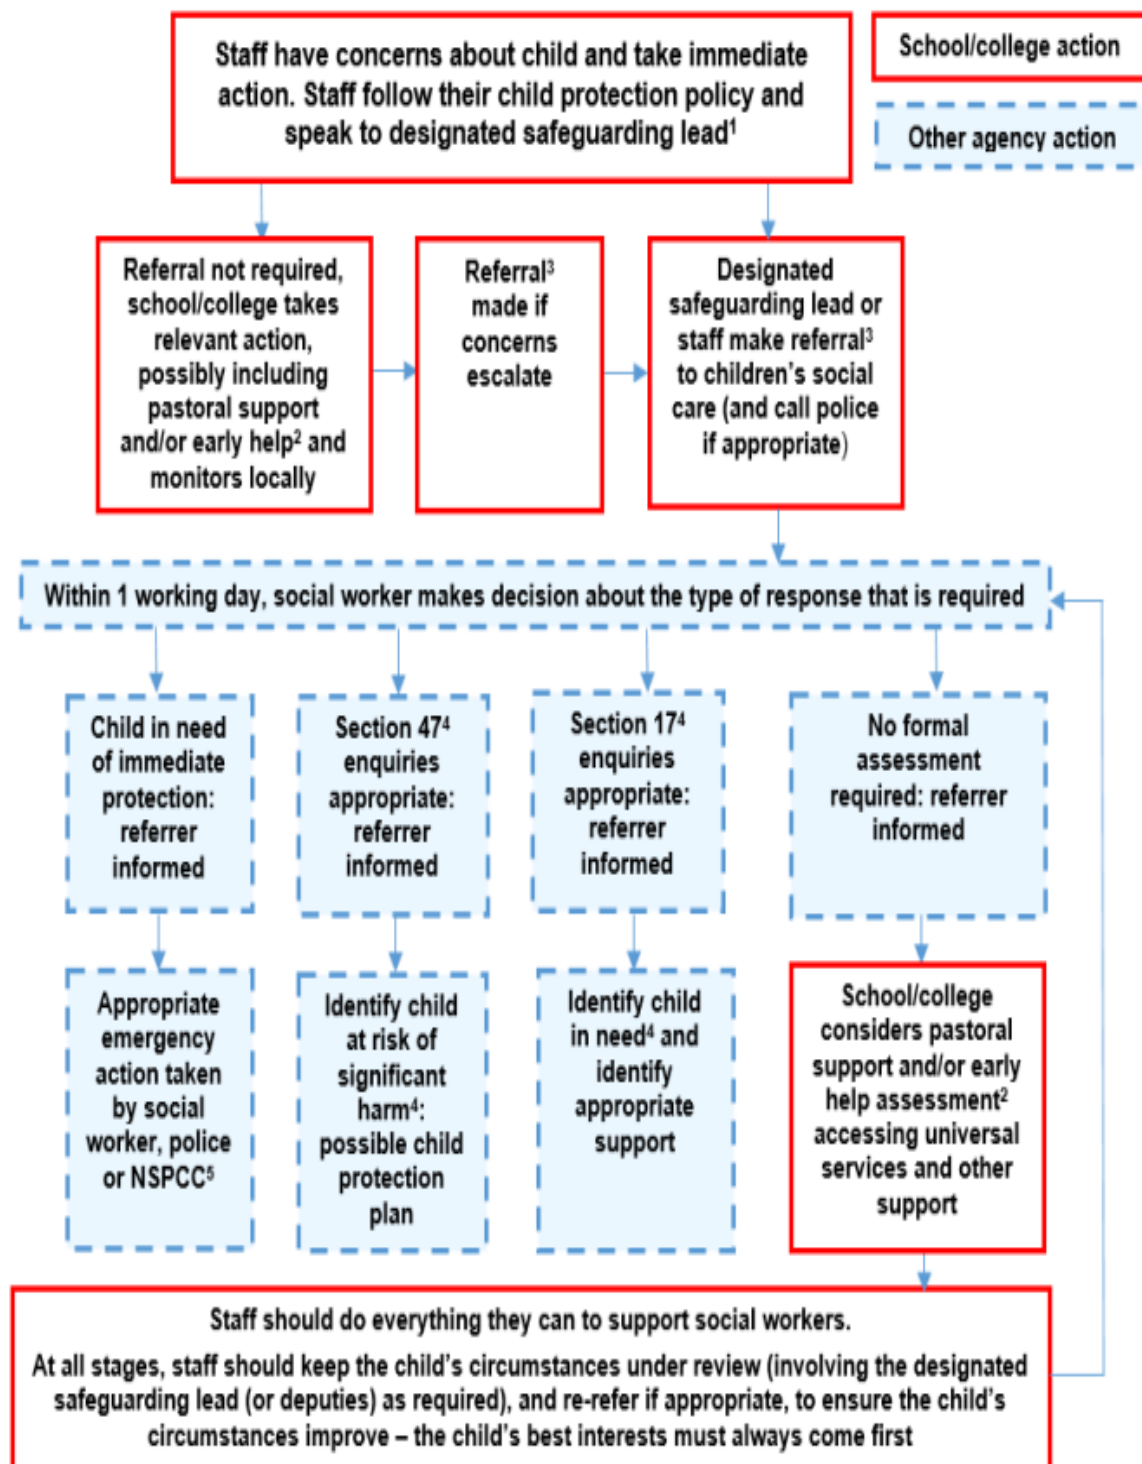 Staff have concerns about child and take immediate
action. Staff follow their child protection policy and
speak to designated safeguarding lead¹
School/college action
Other agency action
Referral not required,
school/college takes
relevant action,
possibly including
pastoral support
and/or early help² and
monitors locally
Referral³
made if
concerns
escalate
Designated
safeguarding lead or
staff make referral³
to children's social
care (and call police
if appropriate)
Within 1 working day, social worker makes decision about the type of response that is required
Child in need
of immediate
protection:
referrer
informed
Section 47⁴
enquiries
appropriate:
referrer
informed
Section 17⁴
enquiries
appropriate:
referrer
informed
No formal
assessment
required: referrer
informed
Appropriate
emergency
action taken
by social
worker, police
or NSPCC⁵
Identify child
at risk of
significant
harm⁴:
possible child
protection
plan
Identify child
in need⁴ and
identify
appropriate
support
School/college
considers pastoral
support and/or early
help assessment²
accessing universal
services and other
support
Staff should do everything they can to support social workers.
At all stages, staff should keep the child's circumstances under review (involving the designated
safeguarding lead (or deputies) as required), and re-refer if appropriate, to ensure the child's
circumstances improve – the child's best interests must always come first